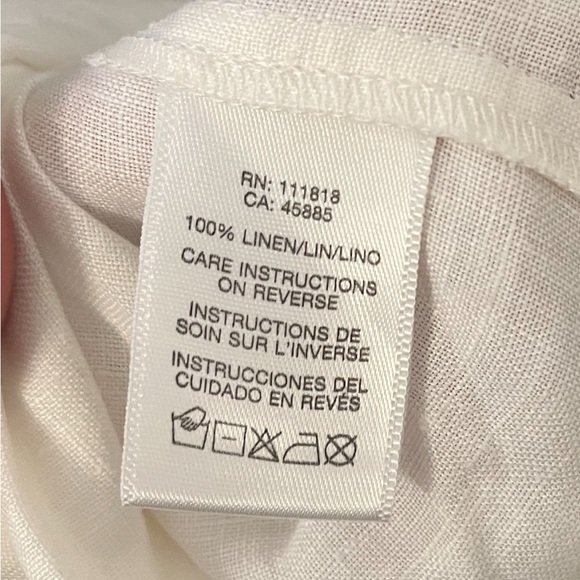 RN: 111818
CA: 45885
100% LINEN/LIN/LINO
CARE INSTRUCTIONS
ON REVERSE
INSTRUCTIONS DE
SOIN SUR L'INVERSE
INSTRUCCIONES DEL
CUIDADO EN REVÉS